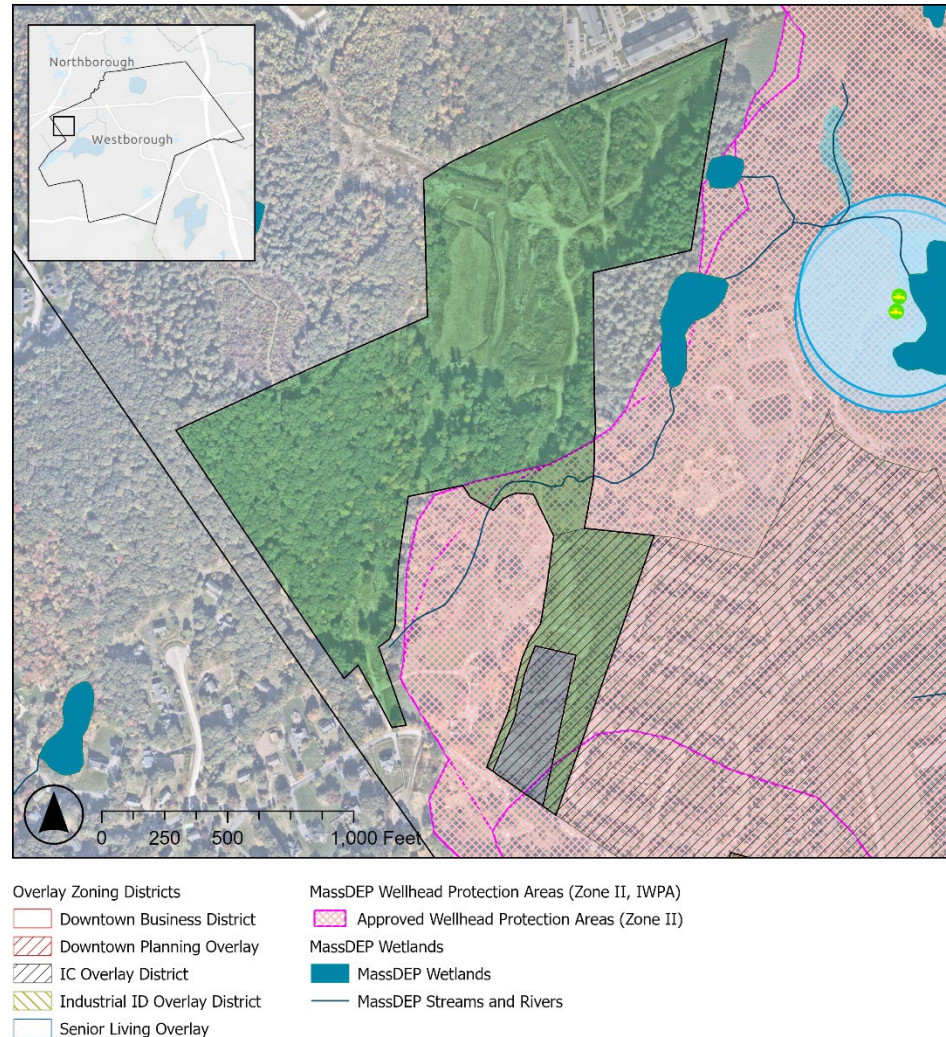 Northborough
Westborough
0 250 500 1,000 Feet
Overlay Zoning Districts
Downtown Business District
Downtown Planning Overlay
IC Overlay District
Industrial ID Overlay District
Senior Living Overlay
MassDEP Wellhead Protection Areas (Zone II, IWPA)
Approved Wellhead Protection Areas (Zone II)
MassDEP Wetlands
MassDEP Wetlands
MassDEP Streams and Rivers